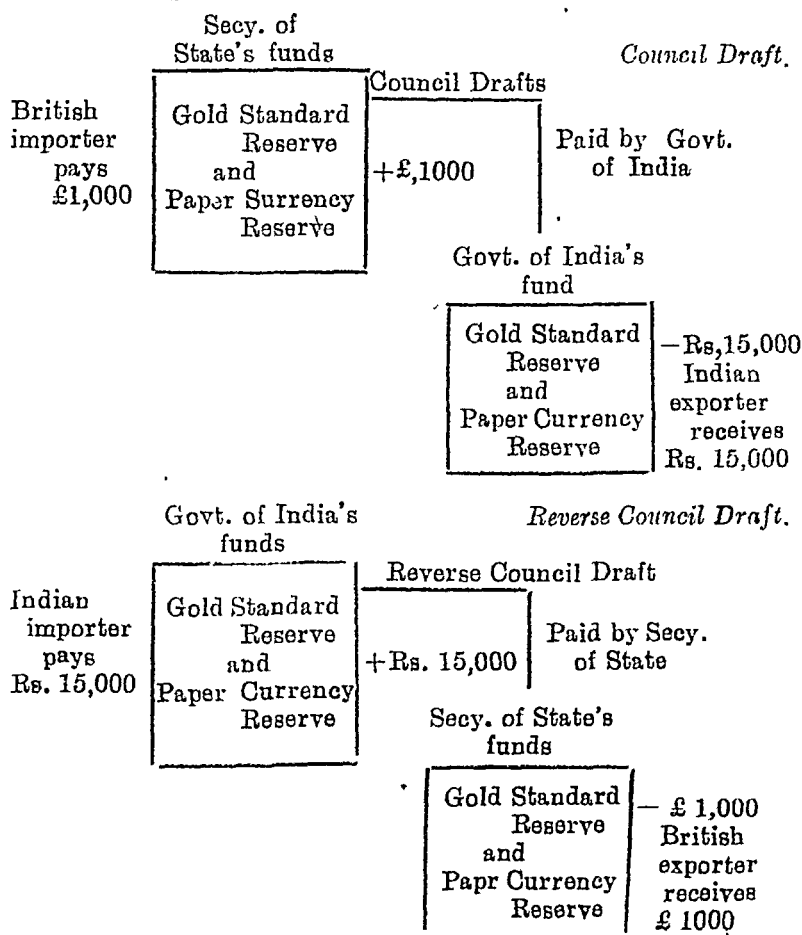 Secy. of
State's funds
Council Draft.
Council Drafts
British
importer
pays
£1,000
Gold Standard
Reserve
and
Paper Surrency
Reserve
+£,1000
Paid by Govt.
of India
Govt. of India's
fund
Gold Standard
Reserve
and
Paper Currency
Reserve
—Rs,15,000
Indian
exporter
receives
Rs. 15,000
Govt. of India's
funds
Reverse Council Draft.
Reverse Council Draft
Indian
importer
pays
Rs. 15,000
Gold Standard
Reserve
and
Paper Currency
Reserve
+Rs. 15,000
Paid by Secy.
of State
Secy. of State's
funds
Gold Standard
Reserve
and
Papr Currency
Reserve
— £ 1,000
British
exporter
receives
£ 1000